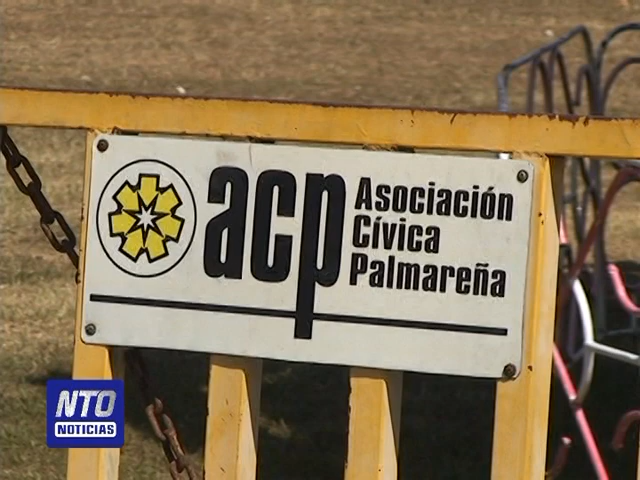 acp
Asociación
Cívica
Palmareña
NTO
NOTICIAS